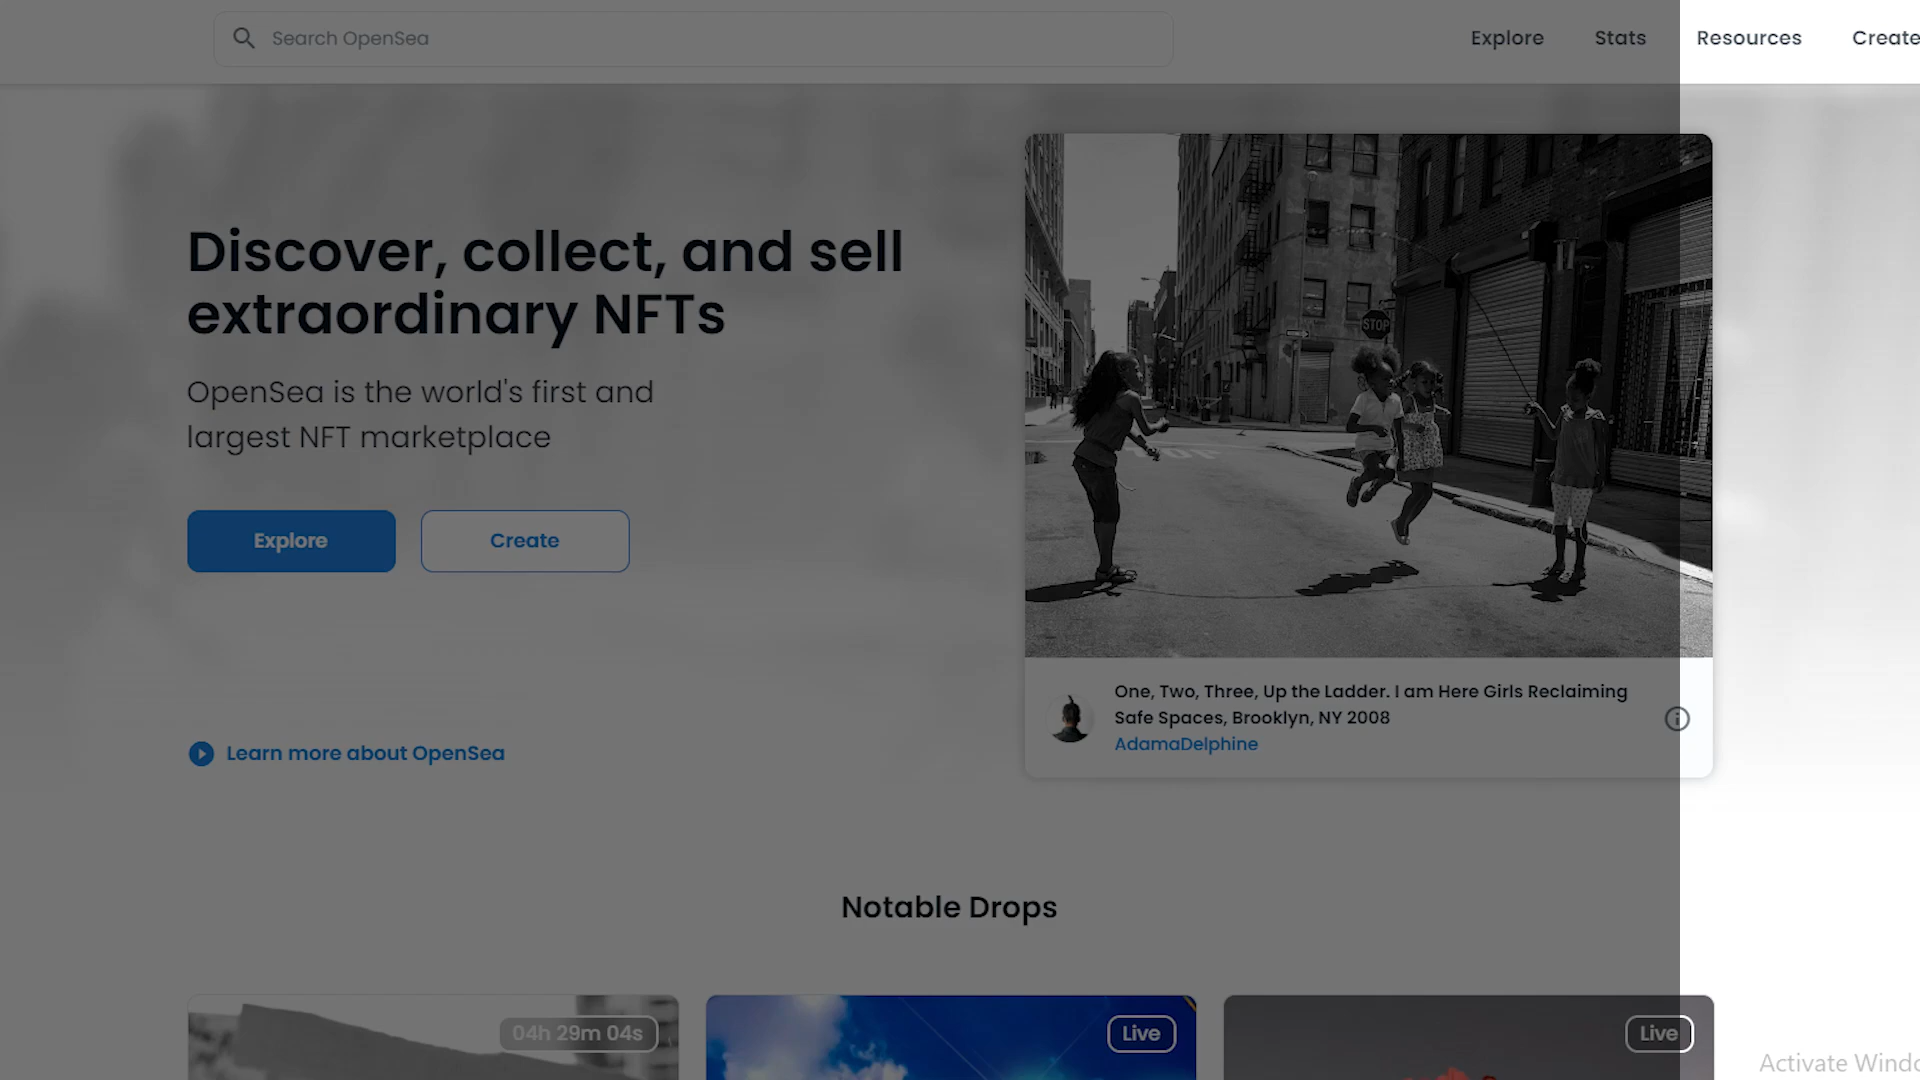 Search OpenSea
Explore
Stats
Resources
Create
Discover, collect, and sell
extraordinary NFTs
OpenSea is the world's first and
largest NFT marketplace
Explore
Create
Learn more about OpenSea
STOP
One, Two, Three, Up the Ladder. I am Here Girls Reclaiming
Safe Spaces, Brooklyn, NY 2008
AdamaDelphine
Notable Drops
04h 29m 04s
Live
Live
Activate Windo